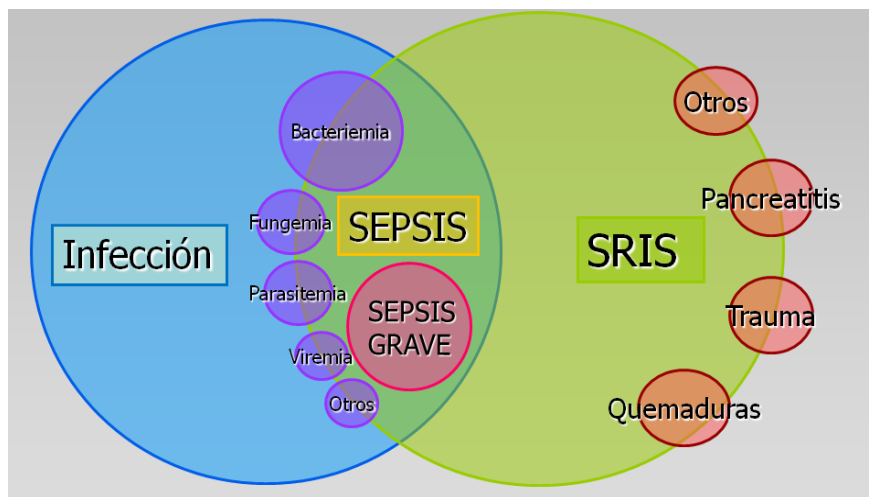 Otros
Bacteriemia
Pancreatitis
Fungemia
SEPSIS
Infección
SRIS
Parasitemia
SEPSIS
GRAVE
Trauma
Viremia
Otros
Quemaduras